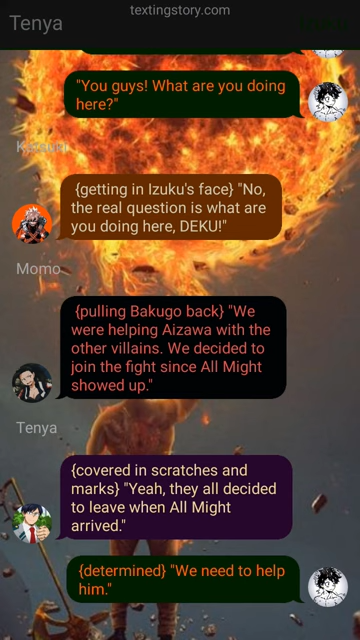 textingstory.com
Tenya
"You guys! What are you doing
here?"
{getting in Izuku's face} "No,
the real question is what are
you doing here, DEKU!"
Momo
{pulling Bakugo back} "We
were helping Aizawa with the
other villains. We decided to
join the fight since All Might
showed up."
Tenya
{covered in scratches and
marks} "Yeah, they all decided
to leave when All Might
arrived."
{determined} "We need to help
him."